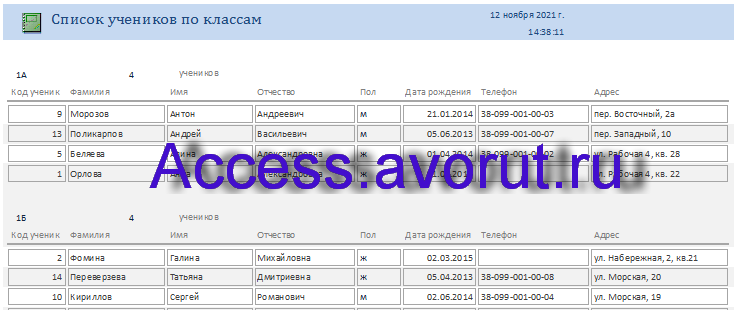 Список учеников по классам
12 ноября 2021 г.
14:38:11
1А 4 учеников
Код ученик Фамилия Имя Отчество Пол Дата рождения Телефон Адрес
9 Морозов Антон Андреевич м 21.01.2014 38-099-001-00-03 пер. Восточный, 2а
13 Поликарпов Андрей Васильевич м 05.06.2013 38-099-001-00-07 пер. Западный, 10
5 Беляева Александровна ж 01.04.2014 38-099-001-00-02 ул. Рабочая 4, кв. 28
1 Орлова Александровна ж ул. Рабочая 4, кв. 22
Access.avorut.ru
1Б 4 учеников
Код ученик Фамилия Имя Отчество Пол Дата рождения Телефон Адрес
2 Фомина Галина Михайловна ж 02.03.2015 ул. Набережная, 2, кв.21
14 Переверзева Татьяна Дмитриевна ж 05.04.2013 38-099-001-00-08 ул. Морская, 20
10 Кириллов Сергей Романович м 02.06.2014 38-099-001-00-04 ул. Морская, 19